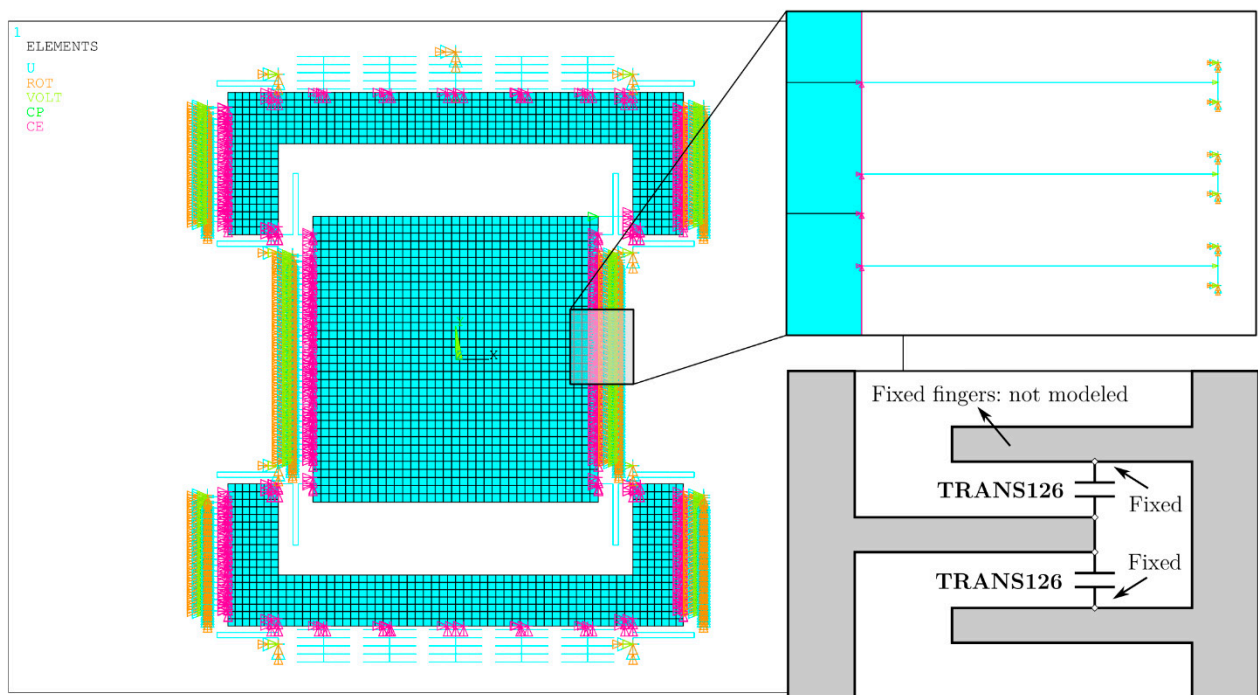 1
ELEMENTS
U
ROT
VOLT
CP
CE
X
Fixed fingers: not modeled
TRANS126
Fixed
Fixed
TRANS126